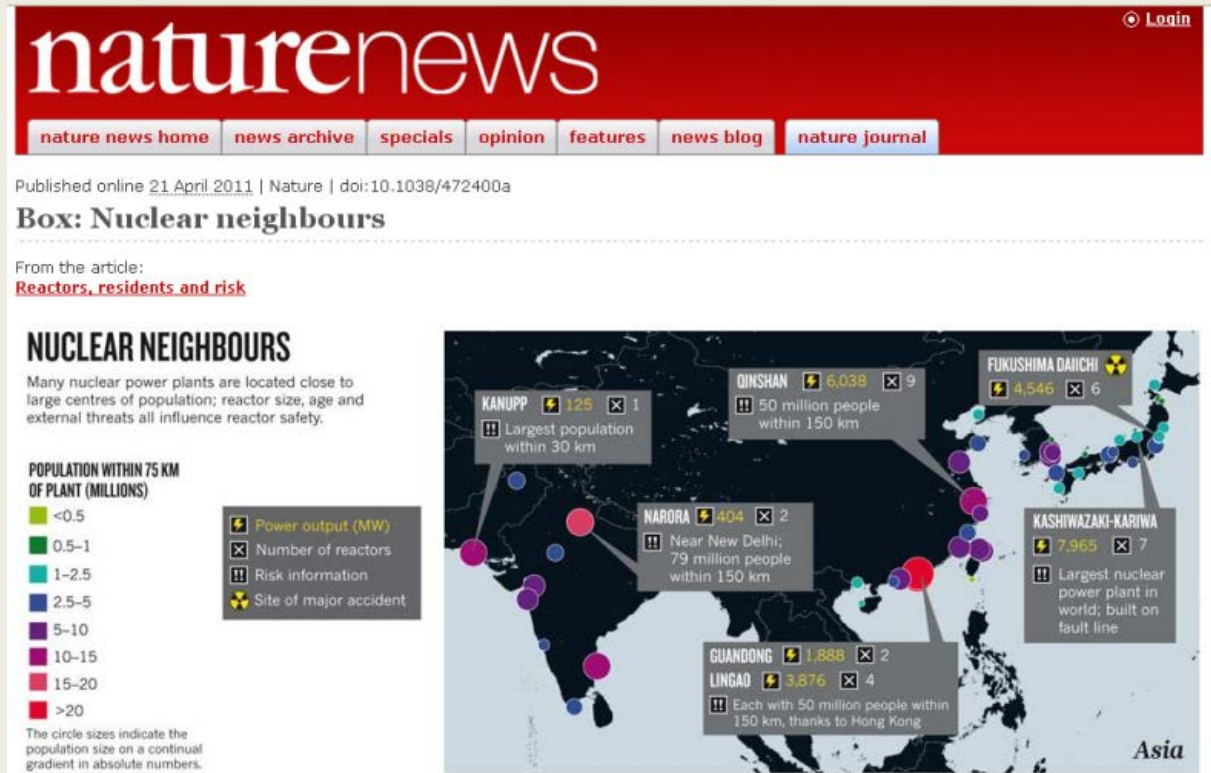 Login
naturenews
nature news home news archive specials opinion features news blog nature journal
Published online 21 April 2011 | Nature | doi:10.1038/472400a
Box: Nuclear neighbours
From the article:
Reactors, residents and risk
NUCLEAR NEIGHBOURS
Many nuclear power plants are located close to
large centres of population; reactor size, age and
external threats all influence reactor safety.
POPULATION WITHIN 75 KM
OF PLANT (MILLIONS)
<0.5
0.5–1
1–2.5
2.5–5
5–10
10–15
15–20
>20
The circle sizes indicate the
population size on a continual
gradient in absolute numbers.
Power output (MW)
Number of reactors
!! Risk information
Site of major accident
KANUPP 125 1
!! Largest population
within 30 km
QINSHAN 6,038 9
!! 50 million people
within 150 km
FUKUSHIMA DAIICHI
4,546 6
NARORA 404 2
!! Near New Delhi;
79 million people
within 150 km
KASHIWAZAKI-KARIWA
7,965 7
!! Largest nuclear
power plant in
world; built on
fault line
GUANDONG 1,888 2
LINGAO 3,876 4
!! Each with 50 million people within
150 km, thanks to Hong Kong
Asia